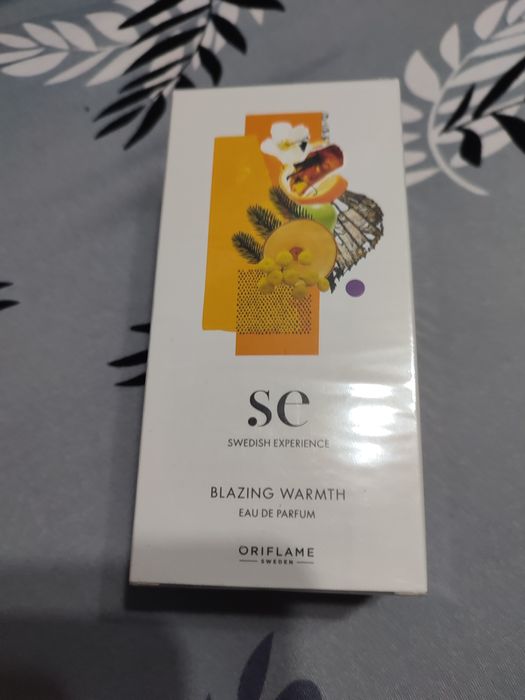 se
SWEDISH EXPERIENCE
BLAZING WARMTH
EAU DE PARFUM
ORIFLAME
SWEDEN